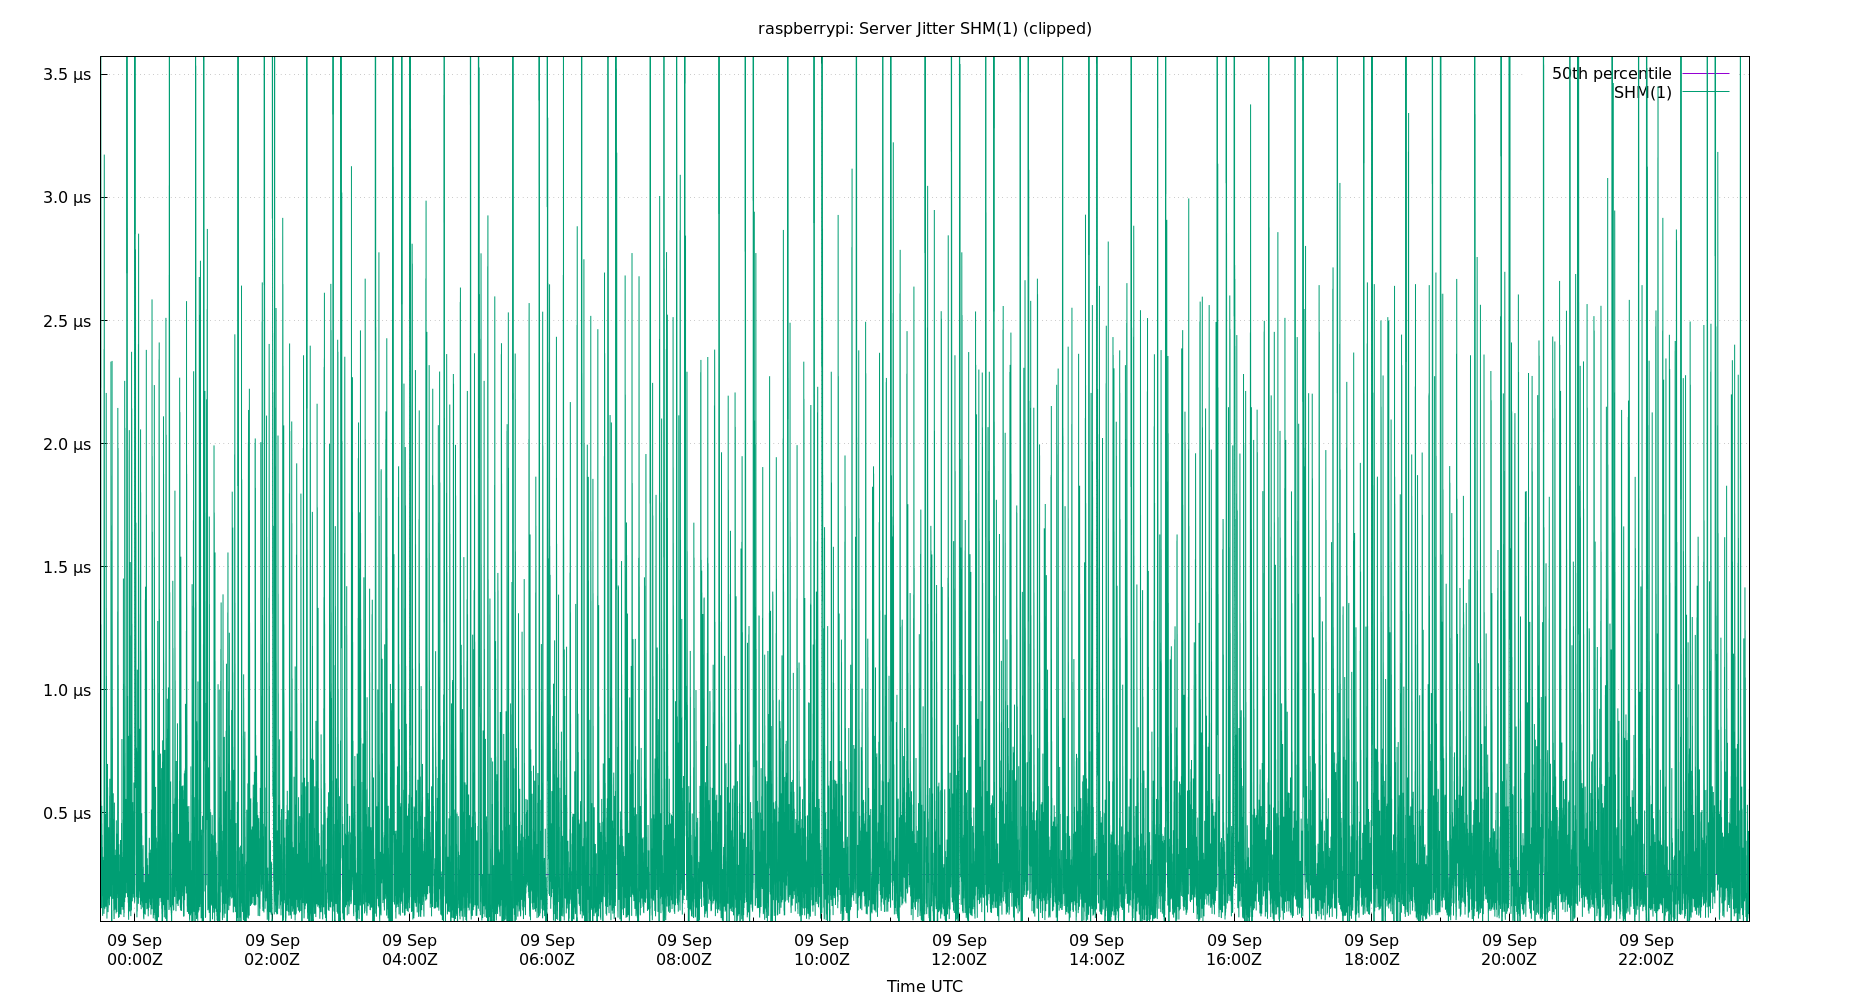 raspberrypi: Server Jitter SHM(1) (clipped)
3.5 μs
50th percentile
SHM(1)
3.0 μs
2.5 μs
2.0 μs
1.5 μs
1.0 μs
0.5 μs
09 Sep 09 Sep 09 Sep 09 Sep 09 Sep 09 Sep 09 Sep 09 Sep 09 Sep 09 Sep 09 Sep 09 Sep
00:00Z 02:00Z 04:00Z 06:00Z 08:00Z 10:00Z 12:00Z 14:00Z 16:00Z 18:00Z 20:00Z 22:00Z
Time UTC